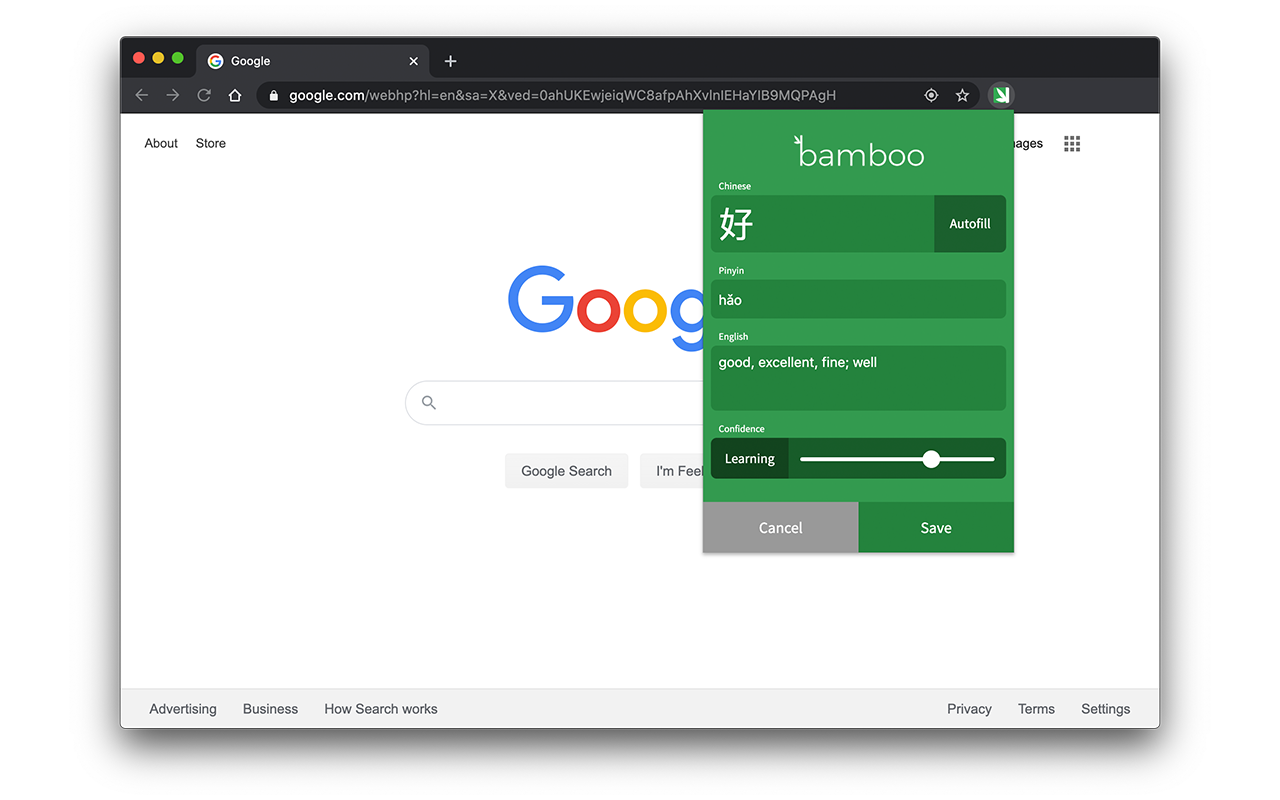 Google
google.com/webhp?hl=en&sa=X&ved=0ahUKEwjeiqWC8afpAhXvlnIEHaYIB9MQPAgH
About Store
ages
bamboo
Chinese
好 Autofill
Pinyin
hǎo
Goog
English
good, excellent, fine; well
Confidence
Learning
Google Search I'm Feel
Cancel Save
Advertising Business How Search works Privacy Terms Settings